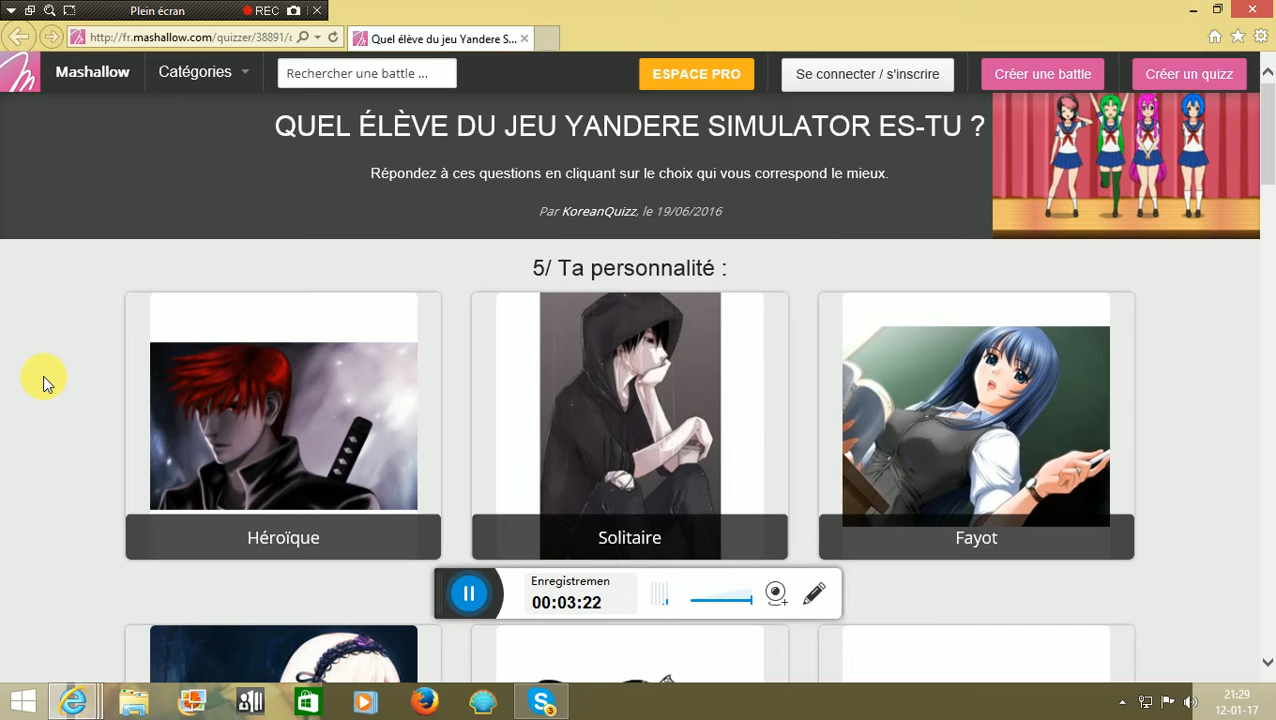 Plein écran
REC
http://fr.mashallow.com/quizzer/38891/
Quel élève du jeu Yandere S...
Mashallow
Catégories
Rechercher une battle ...
ESPACE PRO
Se connecter / s'inscrire
Créer une battle
Créer un quizz
QUEL ÉLÈVE DU JEU YANDERE SIMULATOR ES-TU ?
Répondez à ces questions en cliquant sur le choix qui vous correspond le mieux.
Par KoreanQuizz, le 19/06/2016
5/ Ta personnalité :
Héroïque
Solitaire
Fayot
Enregistremen
00:03:22
3
21:29
12-01-17